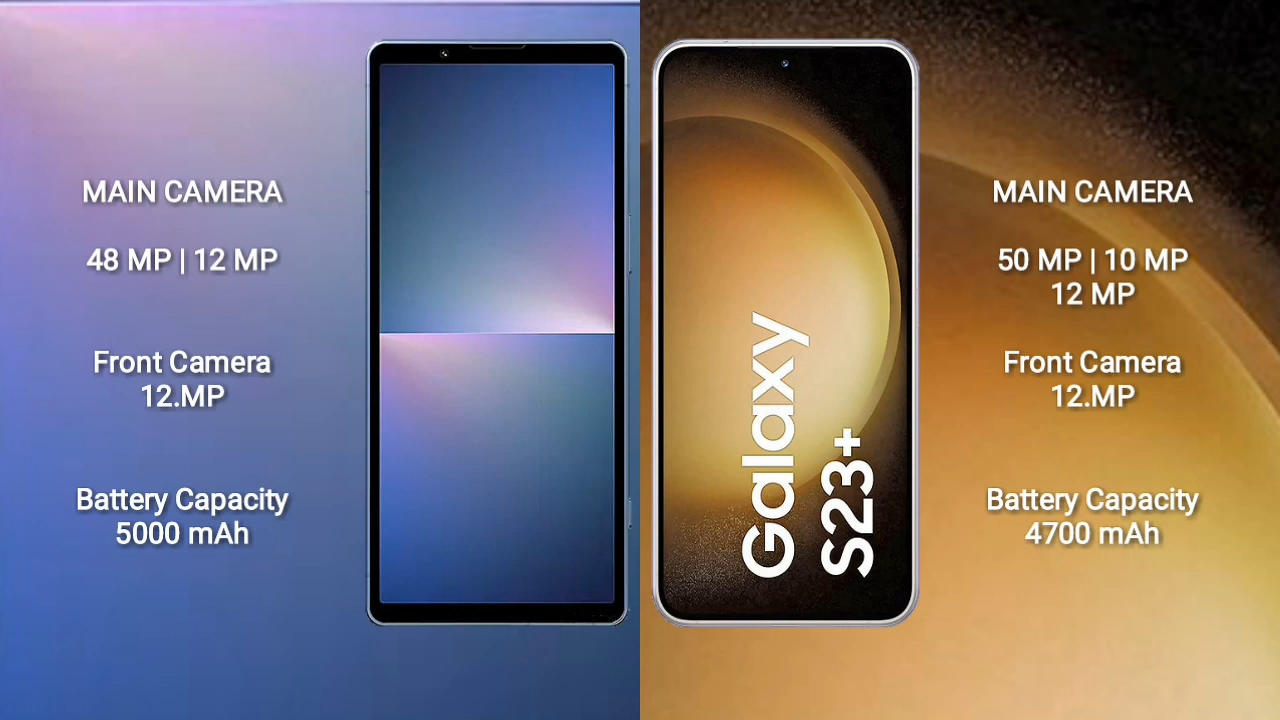 MAIN CAMERA
48 MP | 12 MP
Front Camera
12.MP
Battery Capacity
5000 mAh
Galaxy
S23+
MAIN CAMERA
50 MP | 10 MP
12 MP
Front Camera
12.MP
Battery Capacity
4700 mAh